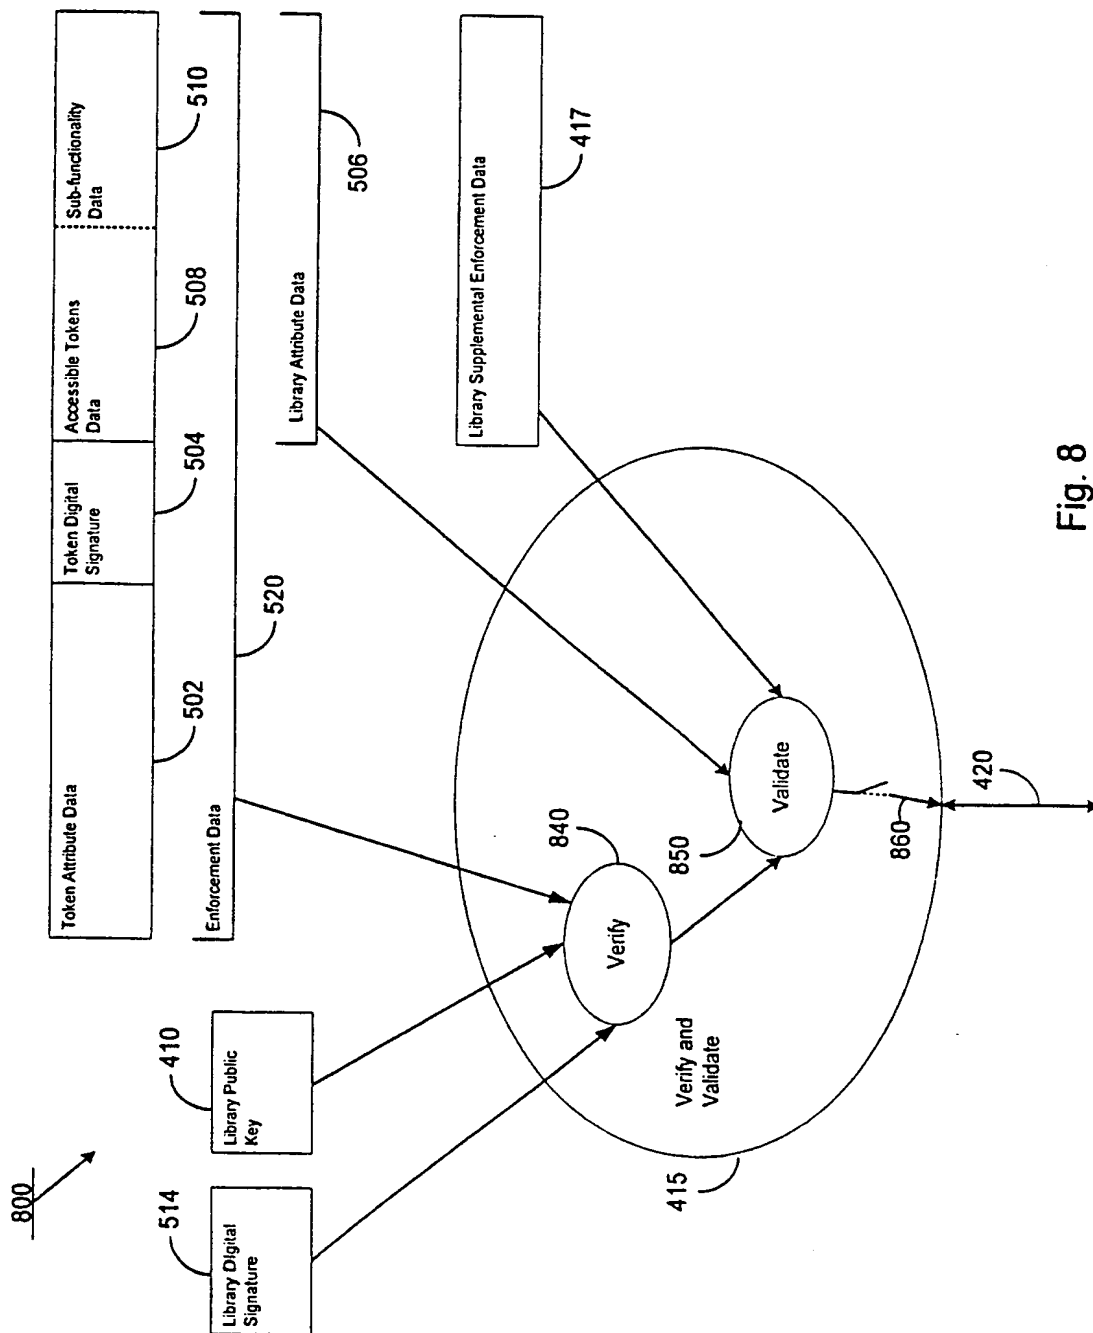 800
Token Attribute Data
Token Digital
Signature
Accessible Tokens
Data
Sub-functionality
Data
502
504
508
510
Enforcement Data
520
Library Attribute Data
506
Library Digital
Signature
514
Library Public
Key
410
Library Supplemental Enforcement Data
417
Verify
840
Validate
850
Verify and
Validate
415
860
420
Fig. 8